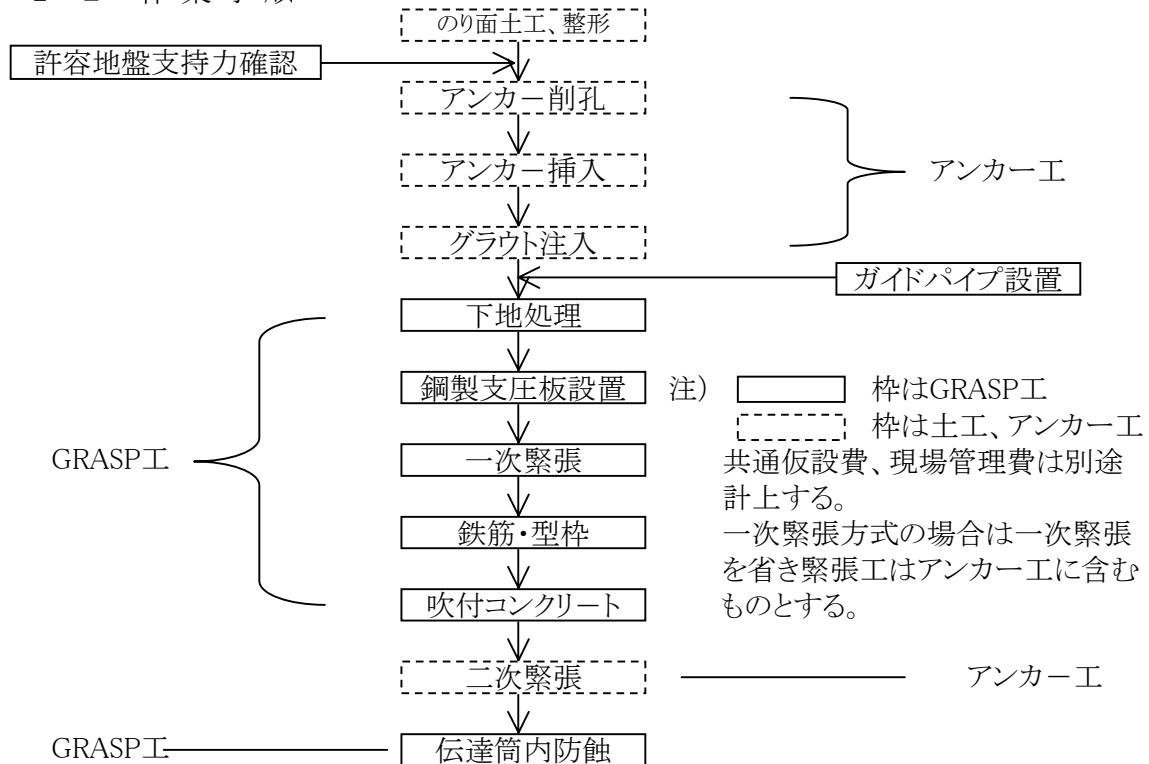 のり面土工、整形
許容地盤支持力確認
アンカー削孔
アンカー挿入
アンカー工
グラウト注入
ガイドパイプ設置
下地処理
鋼製支圧板設置
注) 枠はGRASP工
枠は土工、アンカー工
共通仮設費、現場管理費は別途
計上する。
一次緊張方式の場合は一次緊張
を省き緊張工はアンカー工に含む
ものとする。
GRASP工
一次緊張
鉄筋・型枠
吹付コンクリート
二次緊張
アンカー工
GRASP工
伝達筒内防蝕